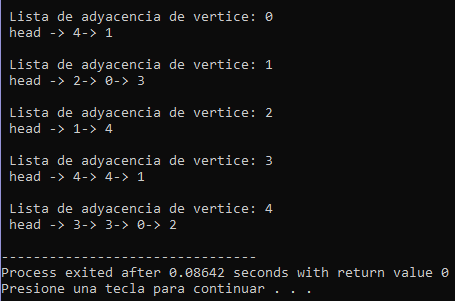 Lista de adyacencia de vertice: 0
head -> 4-> 1
Lista de adyacencia de vertice: 1
head -> 2-> 0-> 3
Lista de adyacencia de vertice: 2
head -> 1-> 4
Lista de adyacencia de vertice: 3
head -> 4-> 4-> 1
Lista de adyacencia de vertice: 4
head -> 3-> 3-> 0-> 2
--------------------------------
Process exited after 0.08642 seconds with return value 0
Presione una tecla para continuar . . .